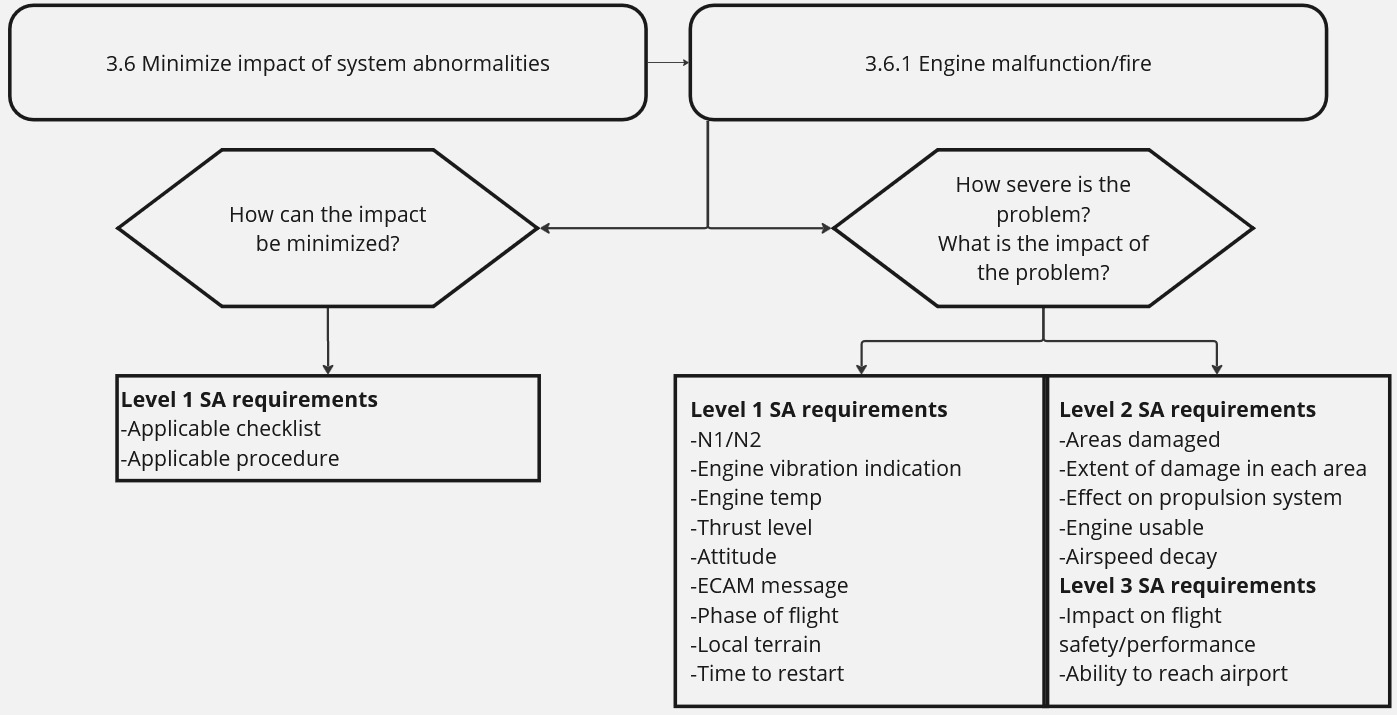 3.6 Minimize impact of system abnormalities
3.6.1 Engine malfunction/fire
How can the impact
be minimized?
How severe is the
problem?
What is the impact of
the problem?
Level 1 SA requirements
-Applicable checklist
-Applicable procedure
Level 1 SA requirements
-N1/N2
-Engine vibration indication
-Engine temp
-Thrust level
-Attitude
-ECAM message
-Phase of flight
-Local terrain
-Time to restart
Level 2 SA requirements
-Areas damaged
-Extent of damage in each area
-Effect on propulsion system
-Engine usable
-Airspeed decay
Level 3 SA requirements
-Impact on flight
safety/performance
-Ability to reach airport